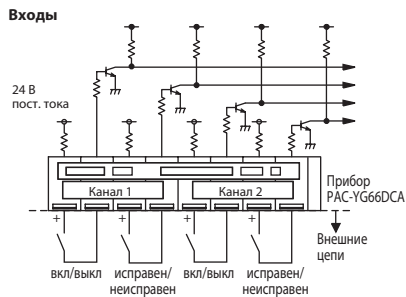 Входы
24 В
пост. тока
Канал 1
Канал 2
Прибор
PAC-YG66DCA
+
+
+
+
Внешние
цепи
вкл/выкл
исправен/
неисправен
вкл/выкл
исправен/
неисправен